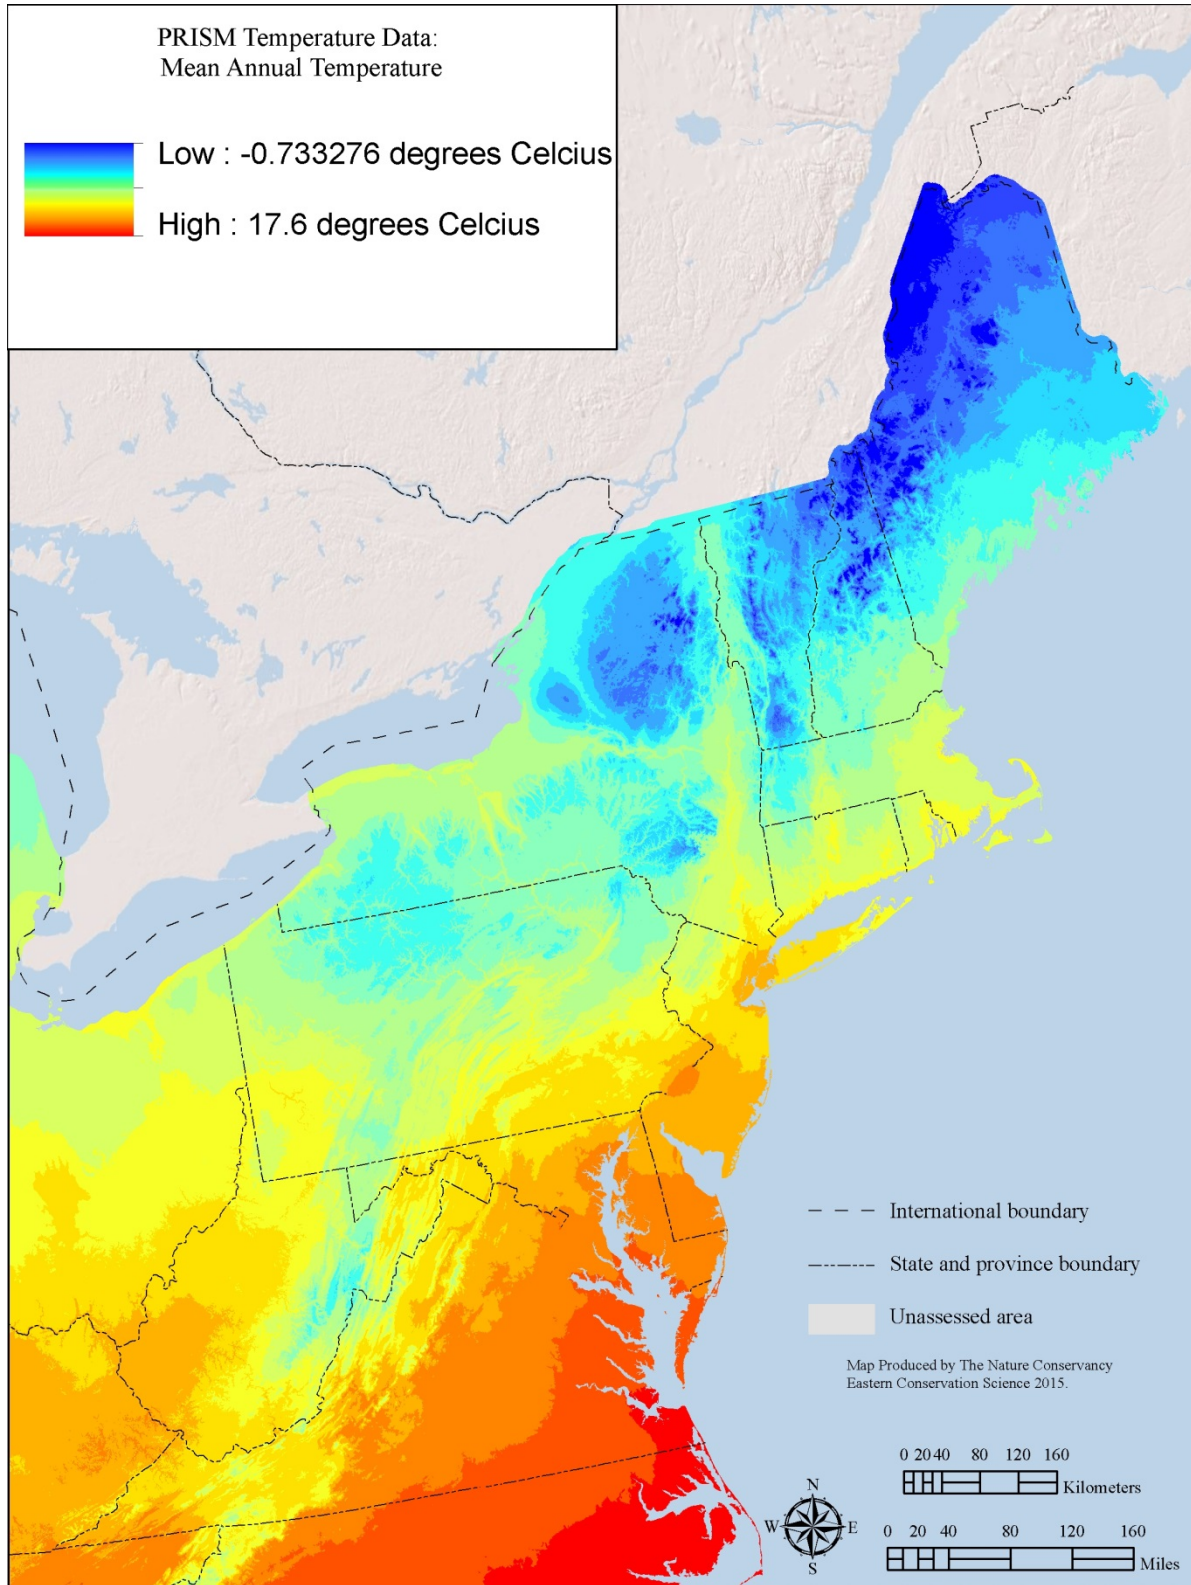 PRISM Temperature Data:
Mean Annual Temperature
Low : -0.733276 degrees Celcius
High : 17.6 degrees Celcius
International boundary
State and province boundary
Unassessed area
Map Produced by The Nature Conservancy
Eastern Conservation Science 2015.
0 20 40 80 120 160
Kilometers
N
W E
S
0 20 40 80 120 160
Miles